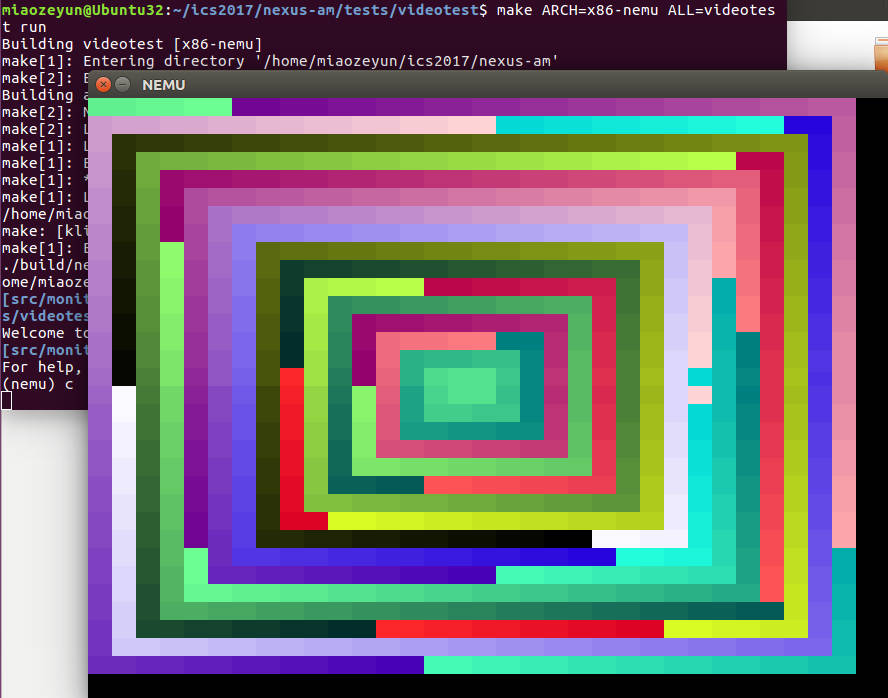 miaozeyun@Ubuntu32:~/ics2017/nexus-am/tests/videotest$ make ARCH=x86-nemu ALL=videotes
t run
Building videotest [x86-nemu]
make[1]: Entering directory '/home/miaozeyun/ics2017/nexus-am'
make[2]: E
NEMU
Building a
make[2]: N
make[2]: L
make[1]: L
make[1]: E
make[1]: *
make[1]: L
/home/miao
make: [kli
make[1]: E
./build/ne
ome/miaoze
[src/monit
s/videotes
Welcome to
[src/monit
For help,
(nemu) c